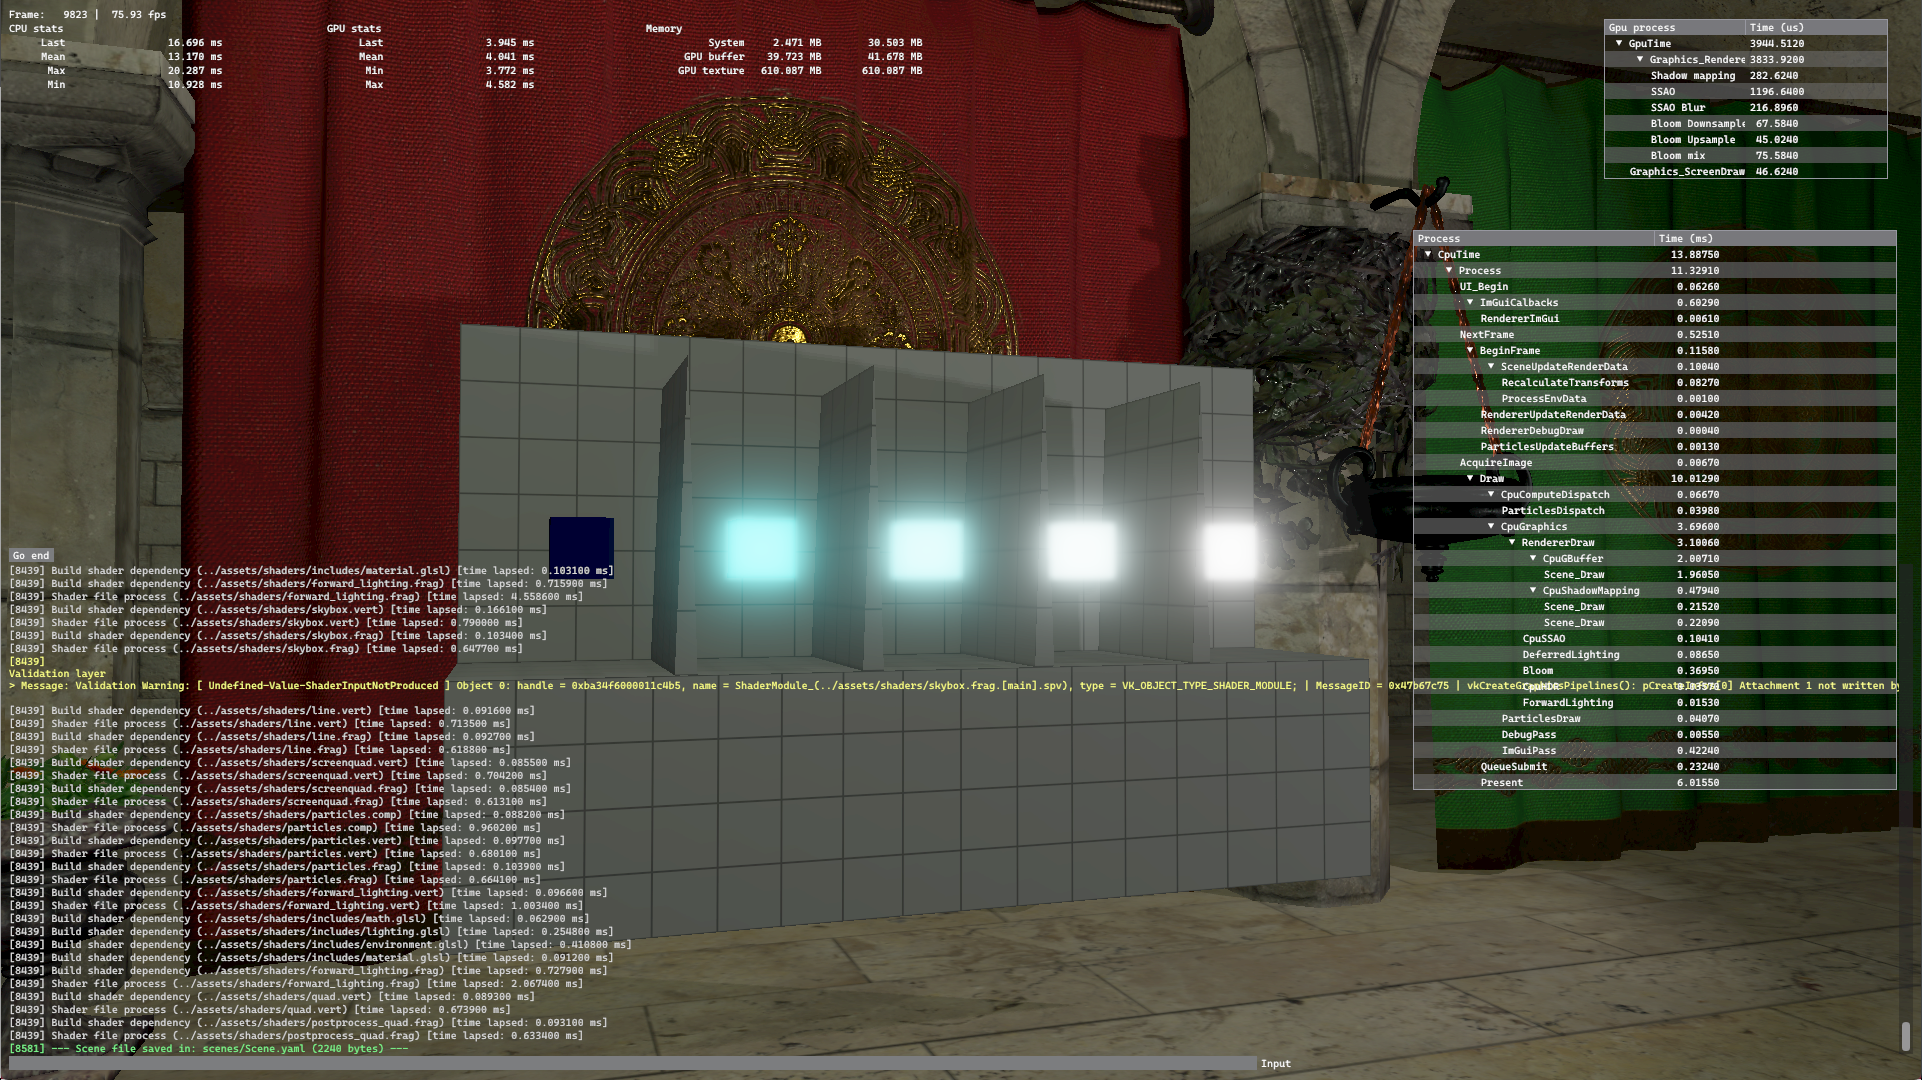 Frame: 9823 | 75.93 fps
CPU stats
Last 16.696 ms
Mean 13.170 ms
Max 20.287 ms
Min 10.928 ms
GPU stats
Last 3.945 ms
Mean 4.041 ms
Min 3.772 ms
Max 4.582 ms
Memory
System 2.471 MB 30.503 MB
GPU buffer 39.723 MB 41.678 MB
GPU texture 610.087 MB 610.087 MB
Gpu process Time (us)
▼ GpuTime 3944.5120
▼ Graphics_Rendere 3833.9200
Shadow mapping 282.6240
SSAO 1196.6400
SSAO Blur 216.8960
Bloom Downsample 67.5840
Bloom Upsample 45.0240
Bloom mix 75.5840
Graphics_ScreenDraw 46.6240
Process Time (ms)
▼ CpuTime 13.88750
▼ Process 11.32910
UI_Begin 0.06260
▼ ImGuiCalbacks 0.60290
RendererImGui 0.00610
NextFrame 0.52510
▼ BeginFrame 0.11580
▼ SceneUpdateRenderData 0.10040
RecalculateTransforms 0.08270
ProcessEnvData 0.00100
RendererUpdateRenderData 0.00420
RendererDebugDraw 0.00040
ParticlesUpdateBuffers 0.00130
AcquireImage 0.00670
▼ Draw 10.01290
▼ CpuComputeDispatch 0.06670
ParticlesDispatch 0.03980
▼ CpuGraphics 3.69600
▼ RendererDraw 3.10060
▼ CpuGBuffer 2.00710
Scene_Draw 1.96050
▼ CpuShadowMapping 0.47940
Scene_Draw 0.21520
Scene_Draw 0.22090
CpuSSAO 0.10410
DeferredLighting 0.08650
Bloom 0.36950
ForwardLighting 0.01530
ParticlesDraw 0.04070
DebugPass 0.00550
ImGuiPass 0.42240
QueueSubmit 0.23240
Present 6.01550
Go end
[8439] Build shader dependency (../assets/shaders/includes/material.glsl) [time lapsed: 0.103100 ms]
[8439] Build shader dependency (../assets/shaders/forward_lighting.frag) [time lapsed: 0.715900 ms]
[8439] Shader file process (../assets/shaders/forward_lighting.frag) [time lapsed: 4.558600 ms]
[8439] Build shader dependency (../assets/shaders/skybox.vert) [time lapsed: 0.166100 ms]
[8439] Shader file process (../assets/shaders/skybox.vert) [time lapsed: 0.790000 ms]
[8439] Build shader dependency (../assets/shaders/skybox.frag) [time lapsed: 0.103400 ms]
[8439] Shader file process (../assets/shaders/skybox.frag) [time lapsed: 0.647700 ms]
[8439]
Validation layer
> Message: Validation Warning: [ Undefined-Value-ShaderInputNotProduced ] Object 0: handle = 0xba34f6000011c4b5, name = ShaderModule_(../assets/shaders/skybox.frag.[main].spv), type = VK_OBJECT_TYPE_SHADER_MODULE; | MessageID = 0x47b67c75 | Attachment 1 not written by
[8439] Build shader dependency (../assets/shaders/line.vert) [time lapsed: 0.091600 ms]
[8439] Shader file process (../assets/shaders/line.vert) [time lapsed: 0.713500 ms]
[8439] Build shader dependency (../assets/shaders/line.frag) [time lapsed: 0.092700 ms]
[8439] Shader file process (../assets/shaders/line.frag) [time lapsed: 0.618800 ms]
[8439] Build shader dependency (../assets/shaders/screenquad.vert) [time lapsed: 0.085500 ms]
[8439] Shader file process (../assets/shaders/screenquad.vert) [time lapsed: 0.704200 ms]
[8439] Build shader dependency (../assets/shaders/screenquad.frag) [time lapsed: 0.085400 ms]
[8439] Shader file process (../assets/shaders/screenquad.frag) [time lapsed: 0.613100 ms]
[8439] Build shader dependency (../assets/shaders/particles.comp) [time lapsed: 0.088200 ms]
[8439] Shader file process (../assets/shaders/particles.comp) [time lapsed: 0.960200 ms]
[8439] Build shader dependency (../assets/shaders/particles.vert) [time lapsed: 0.097700 ms]
[8439] Shader file process (../assets/shaders/particles.vert) [time lapsed: 0.680100 ms]
[8439] Build shader dependency (../assets/shaders/particles.frag) [time lapsed: 0.103900 ms]
[8439] Shader file process (../assets/shaders/particles.frag) [time lapsed: 0.664100 ms]
[8439] Build shader dependency (../assets/shaders/forward_lighting.vert) [time lapsed: 0.096600 ms]
[8439] Shader file process (../assets/shaders/forward_lighting.vert) [time lapsed: 1.003400 ms]
[8439] Build shader dependency (../assets/shaders/includes/math.glsl) [time lapsed: 0.062900 ms]
[8439] Build shader dependency (../assets/shaders/includes/lighting.glsl) [time lapsed: 0.254800 ms]
[8439] Build shader dependency (../assets/shaders/includes/environment.glsl) [time lapsed: 0.410800 ms]
[8439] Build shader dependency (../assets/shaders/includes/material.glsl) [time lapsed: 0.091200 ms]
[8439] Build shader dependency (../assets/shaders/forward_lighting.frag) [time lapsed: 0.727900 ms]
[8439] Shader file process (../assets/shaders/forward_lighting.frag) [time lapsed: 2.067400 ms]
[8439] Build shader dependency (../assets/shaders/quad.vert) [time lapsed: 0.089300 ms]
[8439] Shader file process (../assets/shaders/quad.vert) [time lapsed: 0.673900 ms]
[8439] Build shader dependency (../assets/shaders/postprocess_quad.frag) [time lapsed: 0.093100 ms]
[8439] Shader file process (../assets/shaders/postprocess_quad.frag) [time lapsed: 0.633400 ms]
[8581] --- Scene file saved in: scenes/Scene.yaml (2240 bytes) ---
Input